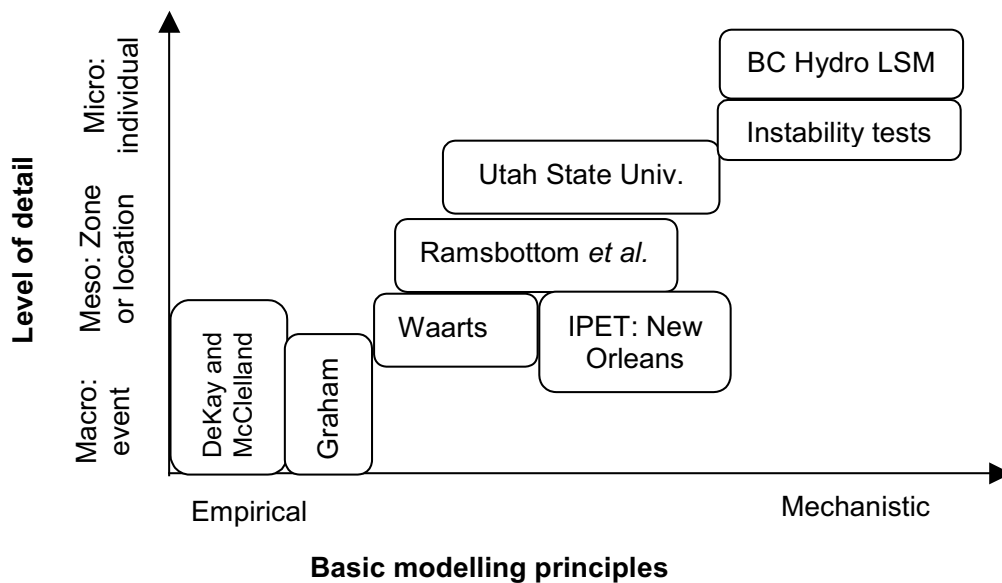 BC Hydro LSM
Instability tests
Utah State Univ.
Ramsbottom et al.
Waarts
IPET: New
Orleans
DeKay and
McClelland
Graham
Level of detail
Micro:
individual
Meso: Zone
or location
Macro:
event
Empirical
Mechanistic
Basic modelling principles